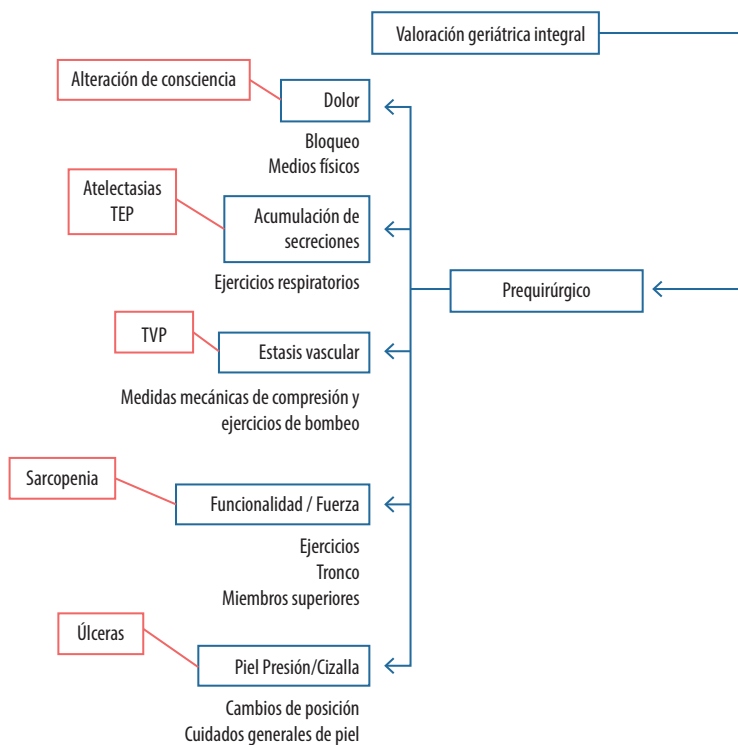 Valoración geriátrica integral
Alteración de consciencia
Dolor
Bloqueo
Medios físicos
Atelectasias
TEP
Acumulación de
secreciones
Ejercicios respiratorios
Prequirúrgico
TVP
Estasis vascular
Medidas mecánicas de compresión y
ejercicios de bombeo
Sarcopenia
Funcionalidad / Fuerza
Ejercicios
Tronco
Miembros superiores
Úlceras
Piel Presión/Cizalla
Cambios de posición
Cuidados generales de piel